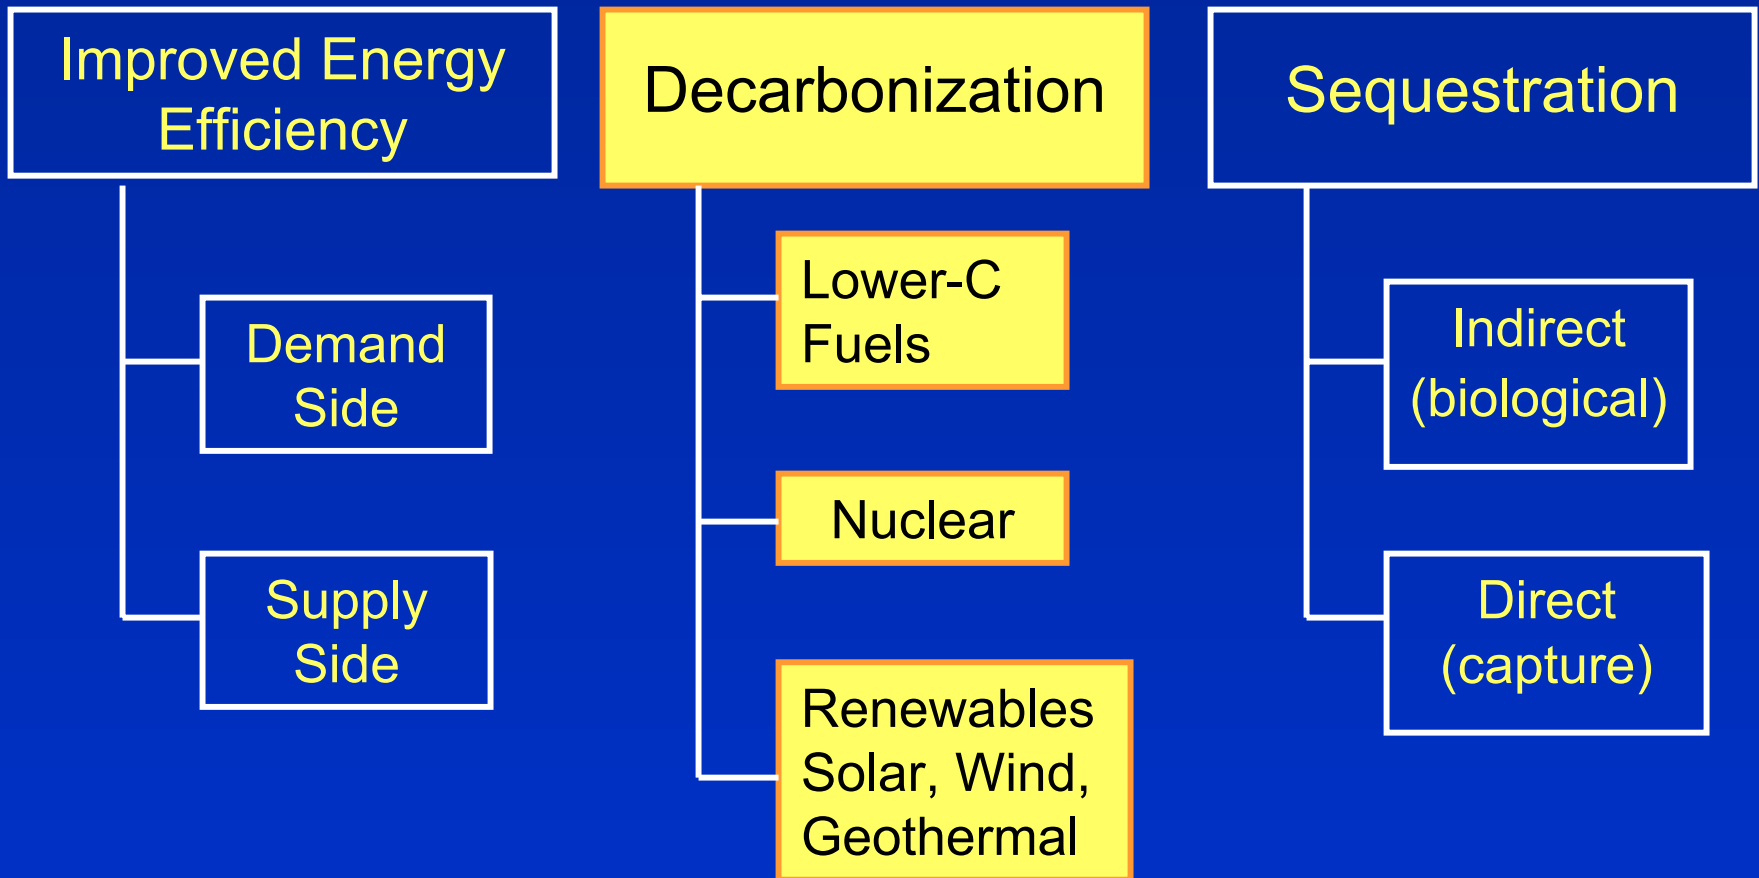 Improved Energy
Efficiency
Demand
Side
Supply
Side
Decarbonization
Lower-C
Fuels
Nuclear
Renewables
Solar, Wind,
Geothermal
Sequestration
Indirect
(biological)
Direct
(capture)